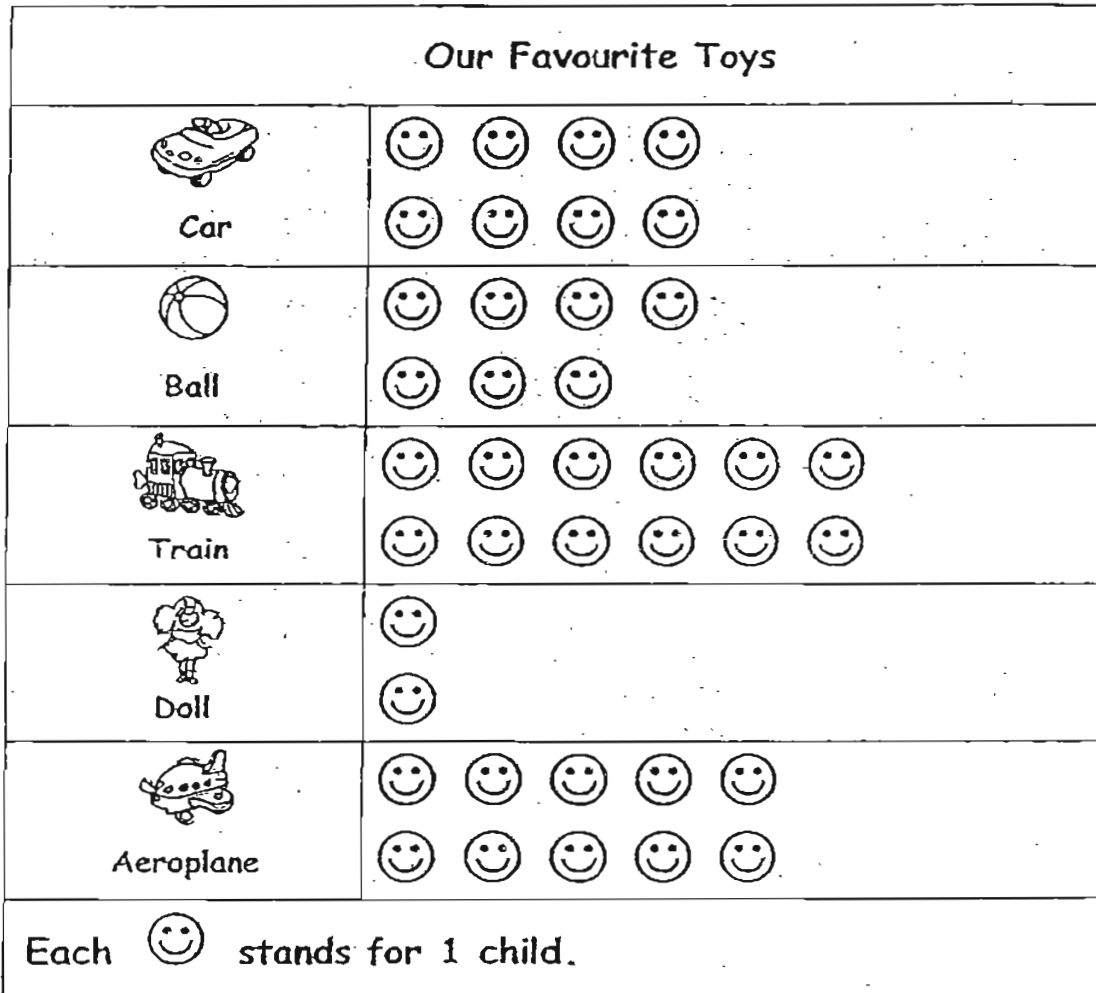 Our Favourite Toys
Car
Ball
Train
Doll
Aeroplane
Each stands for 1 child.